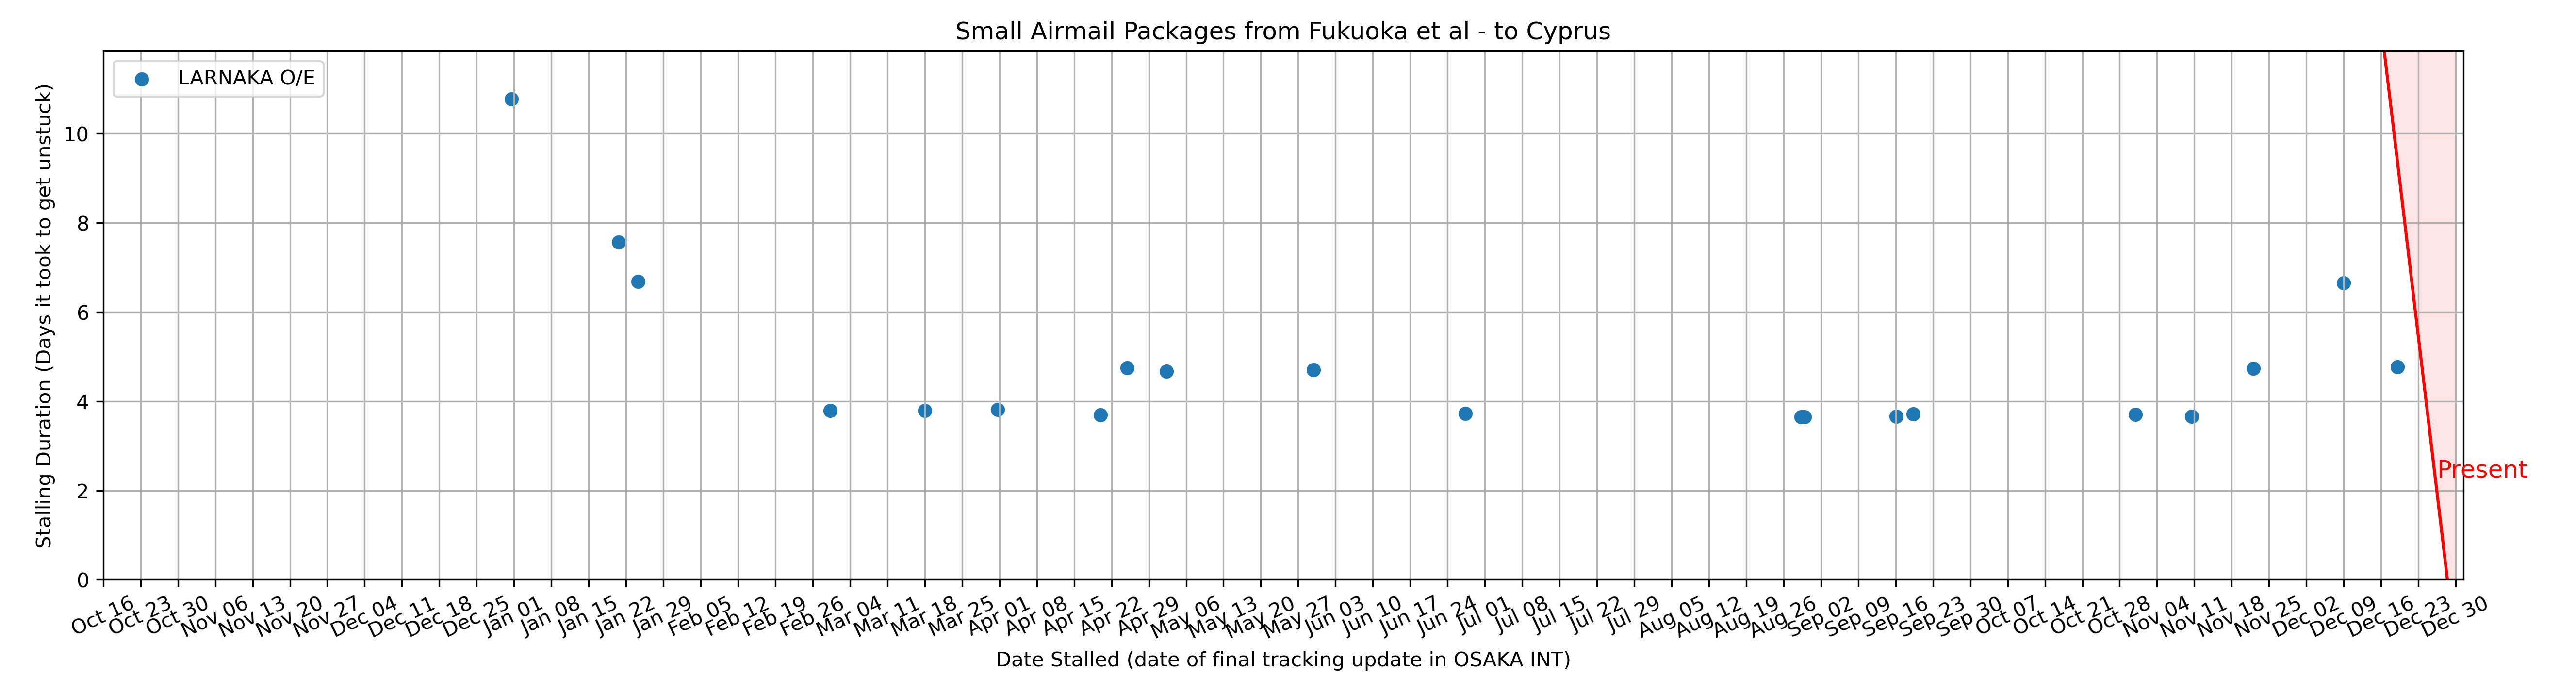 Small Airmail Packages from Fukuoka et al - to Cyprus
LARNAKA O/E
Stalling Duration (Days it took to get unstuck)
10
8
6
4
2
0
Present
Oct 16
Oct 23
Oct 30
Nov 06
Nov 13
Nov 20
Nov 27
Dec 04
Dec 11
Dec 18
Dec 25
Jan 01
Jan 08
Jan 15
Jan 22
Jan 29
Feb 05
Feb 12
Feb 19
Feb 26
Mar 04
Mar 11
Mar 18
Mar 25
Apr 01
Apr 08
Apr 15
Apr 22
Apr 29
May 06
May 13
May 20
May 27
Jun 03
Jun 10
Jun 17
Jun 24
Jul 01
Jul 08
Jul 15
Jul 22
Jul 29
Aug 05
Aug 12
Aug 19
Aug 26
Sep 02
Sep 09
Sep 16
Sep 23
Sep 30
Oct 07
Oct 14
Oct 21
Oct 28
Nov 04
Nov 11
Nov 18
Nov 25
Dec 02
Dec 09
Dec 16
Dec 23
Dec 30
Date Stalled (date of final tracking update in OSAKA INT)